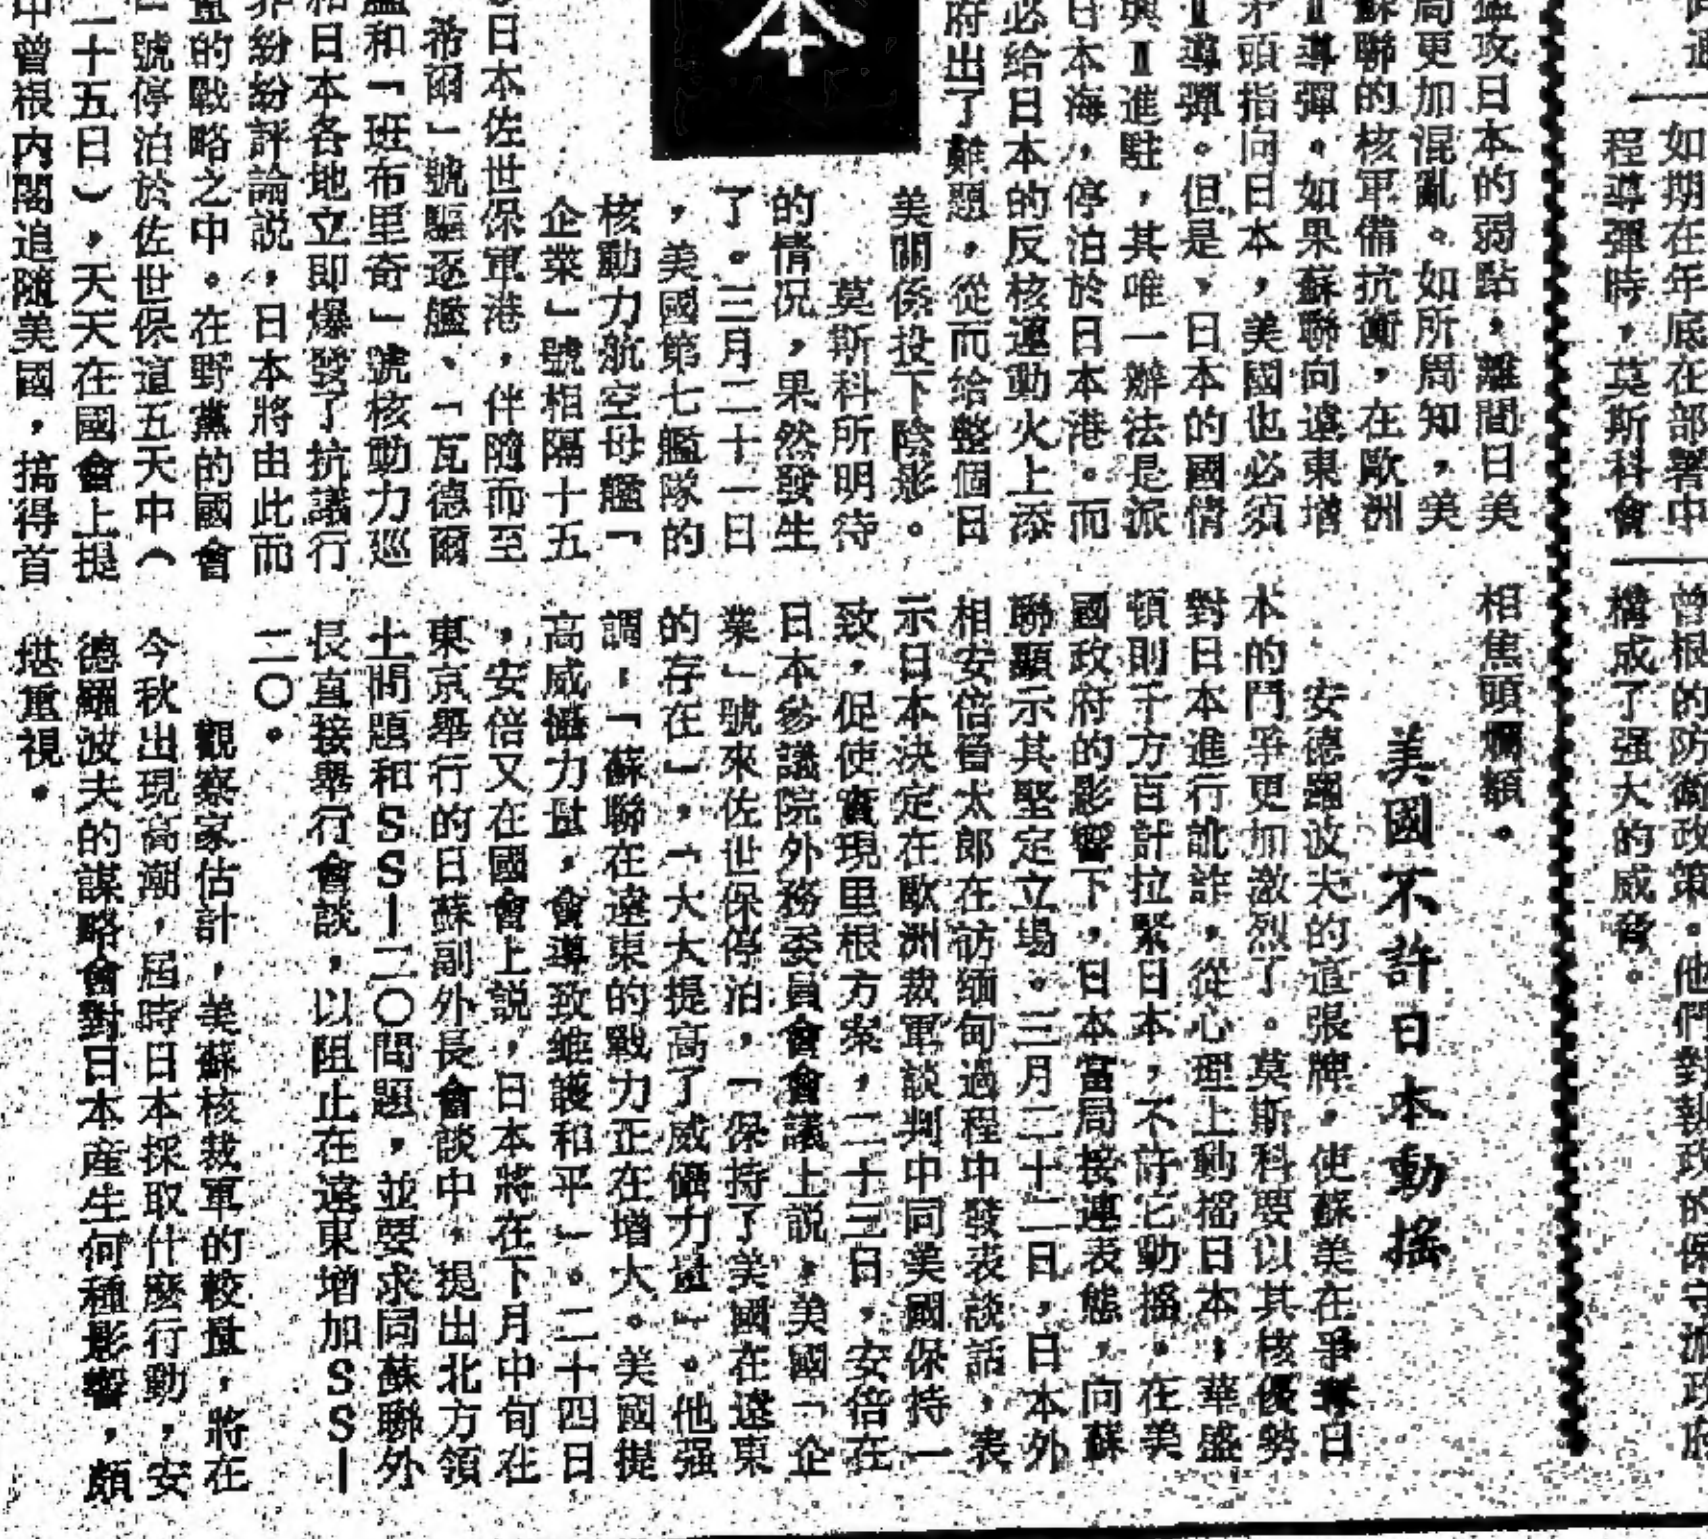 如期在年底在部署中
程導彈時，莫斯科會
曾根的防衛政策。他們對執政的保守派政府
構成了强大的威脅。
攻日本的弱點，離間日美
局更加混亂。如所周知，美
蘇聯的核軍備抗衡，在歐洲
Ⅱ導彈。如果蘇聯向遠東增
矛頭指向日本，美國也必須
Ⅱ導彈。但是，日本的國情
與Ⅱ進駐，其唯一辦法是派
日本海，停泊於日本港。而
必給日本的反核運動火上添
府出了難題，從而給整個日
美關係投下陰影。
本
莫斯科所明待
的情况，果然發生
了。三月二十一日
，美國第七艦隊的
核動力航空母艦「
企業」號相隔十五
日本佐世保軍港，伴隨而至
希爾」號驅逐艦、「瓦德爾
和「班布里奇」號核動力巡
和日本各地立即爆發了抗議行
紛紛評論説，日本將由此而
的戰略之中。在野黨的國會
號停泊於佐世保這五天中（
二十五日），天天在國會上提
中曾根内閣追隨美國，搞得首
相焦頭爛額。
美國不許日本動搖
安德羅波夫的這張牌，使蘇美在爭奪日
本的鬥爭更加激烈了。莫斯科要以其核優勢
對日本進行訛詐，從心理上動摇日本，華盛
頓則千方百計拉緊日本，不許它動搖。在美
國政府的影響下，日本當局接連表態，向蘇
聯顯示其堅定立場。三月二十二日，日本外
相安倍晉太郎在訪缅甸過程中發表談話，表
示日本决定在歐洲裁軍談判中同美國保持一
致，促使實現里根方案，二十三日，安倍在
日本參議院外務委員會會議上説，美國「企
業」號來佐世保停泊，「保持了美國在遠東
的存在」，「大大提高了威懾力量」。他强
調，「蘇聯在遠東的戰力正在增大。美國提
高威懾力量，會導致維護和平」。二十四日
，安倍又在國會上説，日本將在下月中旬在
東京舉行的日蘇副外長會談中，提出北方領
土問題和SS—二〇問題，並要求同蘇聯外
長直接舉行會談，以阻止在遠東增加SS—
二〇。
觀察家估計，美蘇核裁軍的較量，將在
今秋出現高潮，屆時日本採取什麽行動，安
德羅波夫的謀略會對日本産生何種影響，頗
堪重視。